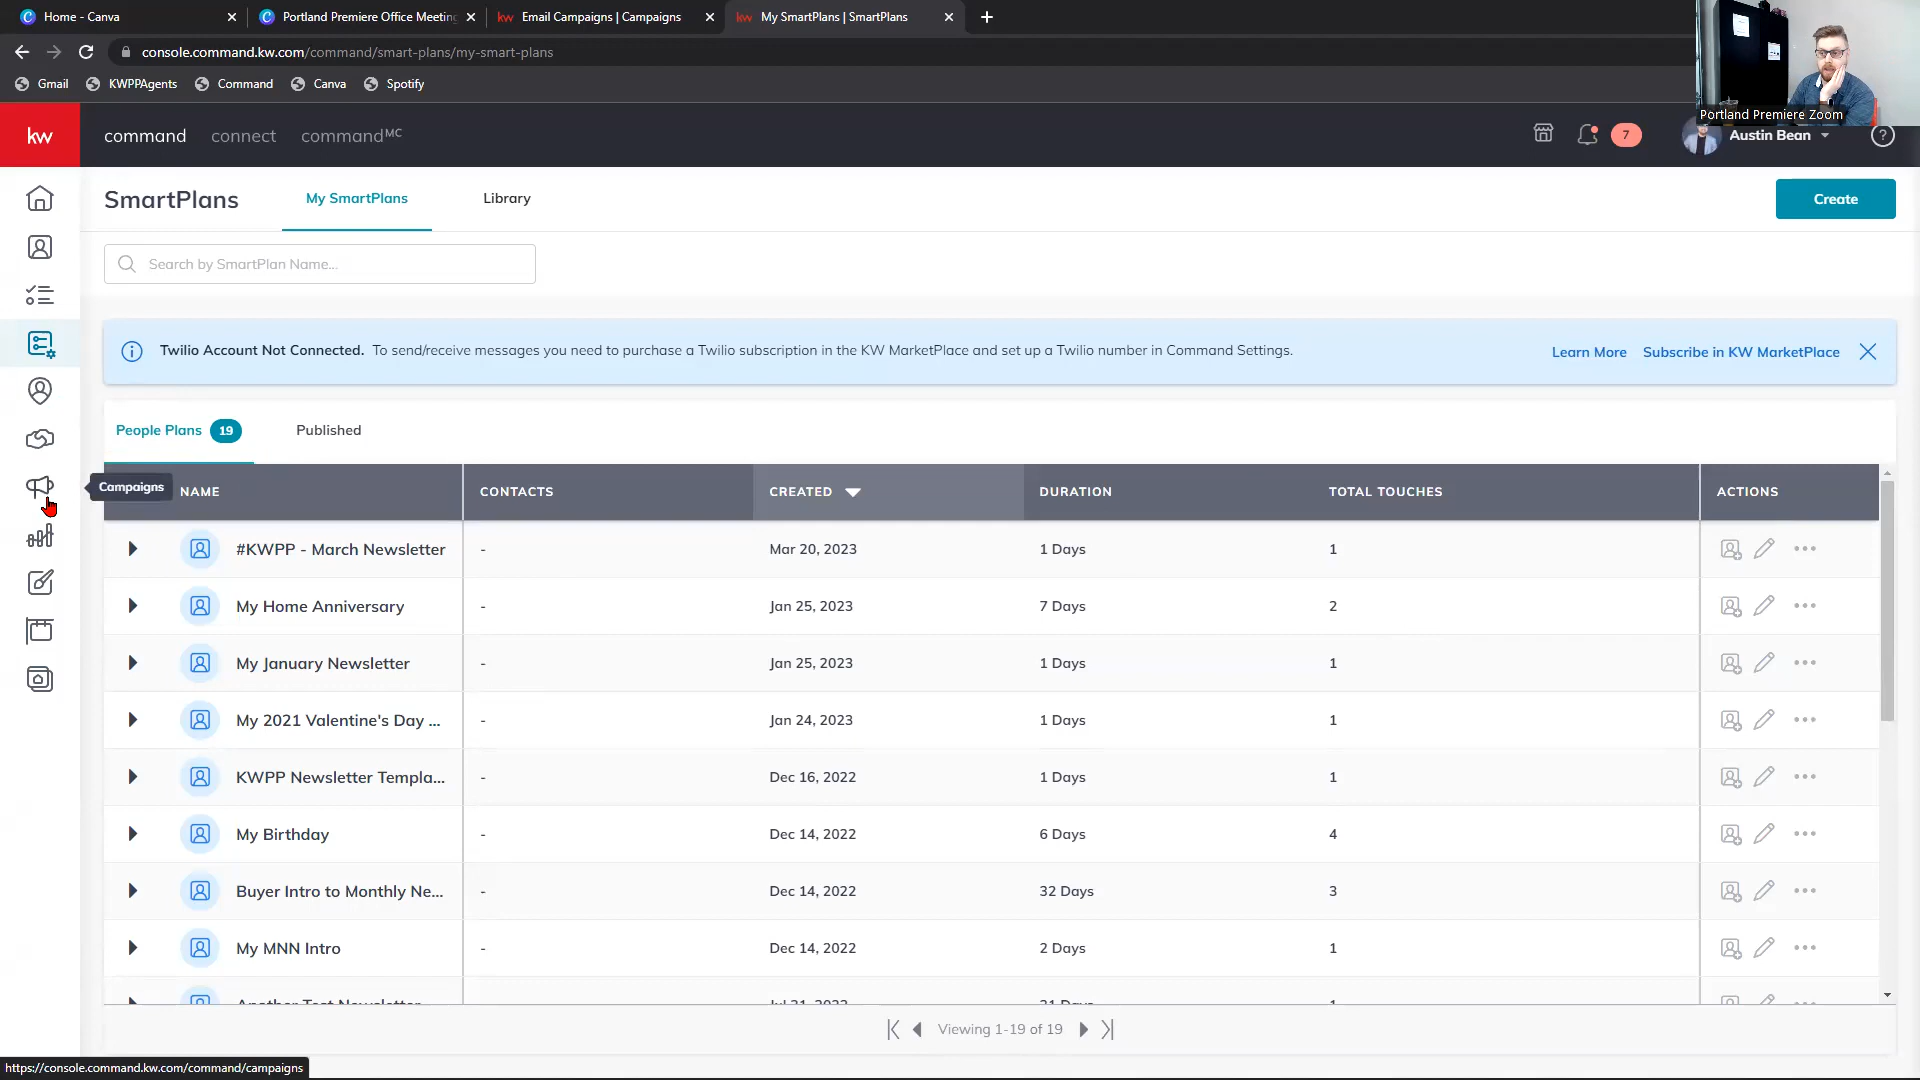 Home - Canva
Portland Premiere Office Meeting
Email Campaigns | Campaigns
My SmartPlans | SmartPlans
console.command.kw.com/command/smart-plans/my-smart-plans
Gmail
KWPPAgents
Command
Canva
Spotify
Portland Premiere Zoom
kw
command
connect
commandMC
7
Austin Bean
SmartPlans
My SmartPlans
Library
Create
Search by SmartPlan Name...
Twilio Account Not Connected. To send/receive messages you need to purchase a Twilio subscription in the KW MarketPlace and set up a Twilio number in Command Settings.
Learn More
Subscribe in KW MarketPlace
People Plans 19
Published
Campaigns
NAME CONTACTS CREATED DURATION TOTAL TOUCHES ACTIONS
#KWPP - March Newsletter - Mar 20, 2023 1 Days 1
My Home Anniversary - Jan 25, 2023 7 Days 2
My January Newsletter - Jan 25, 2023 1 Days 1
My 2021 Valentine's Day ... - Jan 24, 2023 1 Days 1
KWPP Newsletter Templa... - Dec 16, 2022 1 Days 1
My Birthday - Dec 14, 2022 6 Days 4
Buyer Intro to Monthly Ne... - Dec 14, 2022 32 Days 3
My MNN Intro - Dec 14, 2022 2 Days 1
Another Test Newsletter
Viewing 1-19 of 19
https://console.command.kw.com/command/campaigns